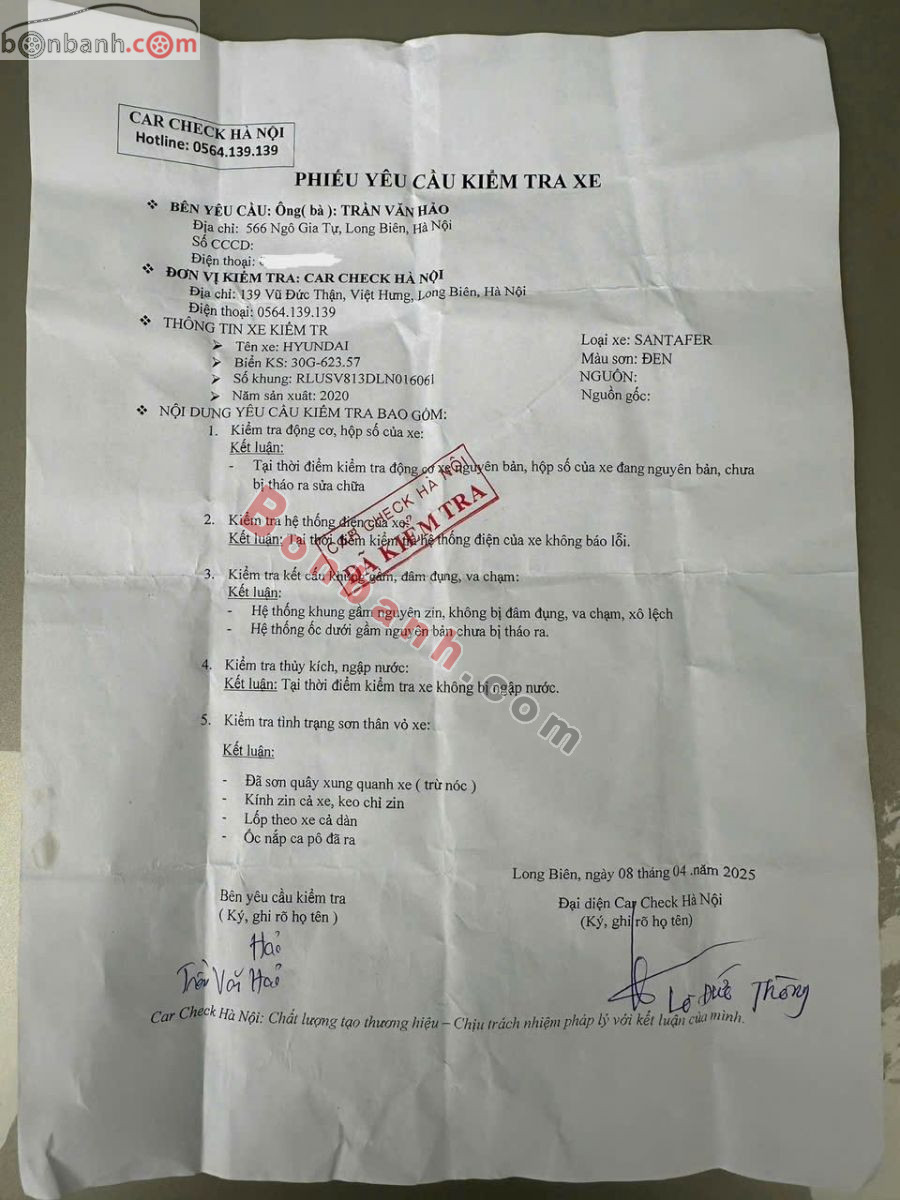 bonbanh.com
CAR CHECK HÀ NỘI
Hotline: 0564.139.139
PHIẾU YÊU CẦU KIỂM TRA XE
❖ BÊN YÊU CẦU: Ông( bà ): TRẦN VĂN HẢO
Địa chỉ: 566 Ngô Gia Tự, Long Biên, Hà Nội
Số CCCD:
Điện thoại:
❖ ĐƠN VỊ KIỂM TRA: CAR CHECK HÀ NỘI
Địa chỉ: 139 Vũ Đức Thận, Việt Hưng, Long Biên, Hà Nội
Điện thoại: 0564.139.139
❖ THÔNG TIN XE KIỂM TR
➢ Tên xe: HYUNDAI Loại xe: SANTAFER
➢ Biển KS: 30G-623.57 Màu sơn: ĐEN
➢ Số khung: RLUSV813DLN016061 NGUỒN:
➢ Năm sản xuât: 2020 Nguồn gốc:
❖ NỘI DUNG YÊU CẦU KIỂM TRA BAO GỒM:
1. Kiểm tra động cơ, hộp số của xe:
Kết luận:
- Tại thời điểm kiểm tra động cơ xe nguyên bản, hộp số của xe đang nguyên bản, chưa
bị tháo ra sửa chữa
CAR CHECK HÀ NỘI
ĐÃ KIỂM TRA
2. Kiểm tra hệ thống điện của xe?
Kết luận: Tại thời điểm kiểm tra hệ thống điện của xe không báo lỗi.
3. Kiểm tra kết cấu khung gầm, đâm đụng, va chạm:
Kết luận:
- Hệ thống khung gầm nguyên zin, không bị đâm đụng, va chạm, xô lệch
- Hệ thống ốc dưới gầm nguyên bản chưa bị tháo ra.
Bonbanh.com
4. Kiểm tra thủy kích, ngập nước:
Kết luận: Tại thời điểm kiểm tra xe không bị ngập nước.
5. Kiểm tra tình trạng sơn thân vỏ xe:
Kết luận:
- Đã sơn quây xung quanh xe ( trừ nóc )
- Kính zin cả xe, keo chỉ zin
- Lốp theo xe cả dàn
- Ốc nắp ca pô đã ra
Long Biên, ngày 08 tháng 04 .năm 2025
Bên yêu cầu kiểm tra Đại diện Car Check Hà Nội
( Ký, ghi rõ họ tên ) (Ký, ghi rõ họ tên)
Hảo
Trần Văn Hảo Lê Đức Thông
Car Check Hà Nội: Chất lượng tạo thương hiệu – Chịu trách nhiệm pháp lý với kết luận của mình.